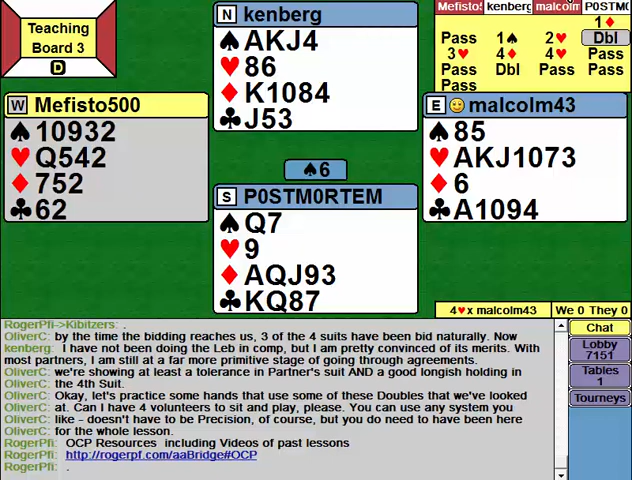 Teaching
Board 3
D
N kenberg
♠AKJ4
♥86
♦K1084
♣J53
Mefisto kenberg malcolm P0STM0
1♦
Pass 1♠ 2♥ Dbl
3♥ 4♦ 4♥ Pass
Pass Dbl Pass Pass
Pass
W Mefisto500
♠10932
♥Q542
♦752
♣62
E malcolm43
♠85
♥AKJ1073
♦6
♣A1094
♠6
S P0STM0RTEM
♠Q7
♥9
♦AQJ93
♣KQ87
4♥x malcolm43 We 0 They 0
RogerPfi->Kibitzers: .
OliverC: by the time the bidding reaches us, 3 of the 4 suits have been bid naturally. Now
kenberg: I have not been doing the Leb in comp, but I am pretty convinced of its merits. With
most partners, I am still at a far more primitive stage of going through agreements.
OliverC: we're showing at least a tolerance in Partner's suit AND a good longish holding in
the 4th Suit.
OliverC: Okay, let's practice some hands that use some of these Doubles that we've looked
at. Can I have 4 volunteers to sit and play, please. You can use any system you
like - doesn't have to be Precision, of course, but you do need to have been here
for the whole lesson.
RogerPfi: OCP Resources including Videos of past lessons
RogerPfi: http://rogerpf.com/aaBridge#OCP
RogerPfi: .
Chat
Lobby
7151
Tables
1
Tourneys